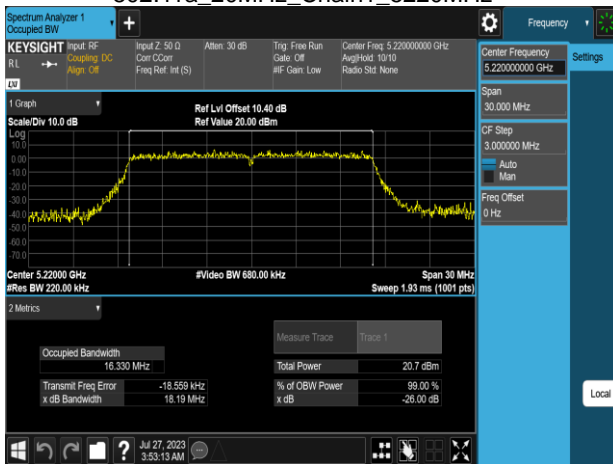 802.11a_20MHz_Chain1_5220MHz
Spectrum Analyzer 1
Occupied BW
Frequency
KEYSIGHT
RL
LXI
Input: RF
Coupling: DC
Align: Off
Input Z: 50 Ω
Corr CCorr
Freq Ref: Int (S)
Atten: 30 dB
Trig: Free Run
Gate: Off
#IF Gain: Low
Center Freq: 5.220000000 GHz
Avg|Hold: 10/10
Radio Std: None
1 Graph
Scale/Div 10.0 dB
Ref Lvl Offset 10.40 dB
Ref Value 20.00 dBm
Log
10.0
0.00
-10.0
-20.0
-30.0
-40.0
-50.0
-60.0
-70.0
Center 5.22000 GHz
#Res BW 220.00 kHz
#Video BW 680.00 kHz
Span 30 MHz
Sweep 1.93 ms (1001 pts)
2 Metrics
Measure Trace
Trace 1
Occupied Bandwidth
16.330 MHz
Total Power 20.7 dBm
Transmit Freq Error -18.559 kHz
% of OBW Power 99.00 %
x dB Bandwidth 18.19 MHz
x dB -26.00 dB
Center Frequency
5.220000000 GHz
Settings
Span
30.000 MHz
CF Step
3.000000 MHz
Auto
Man
Freq Offset
0 Hz
Local
?
Jul 27, 2023
3:53:13 AM